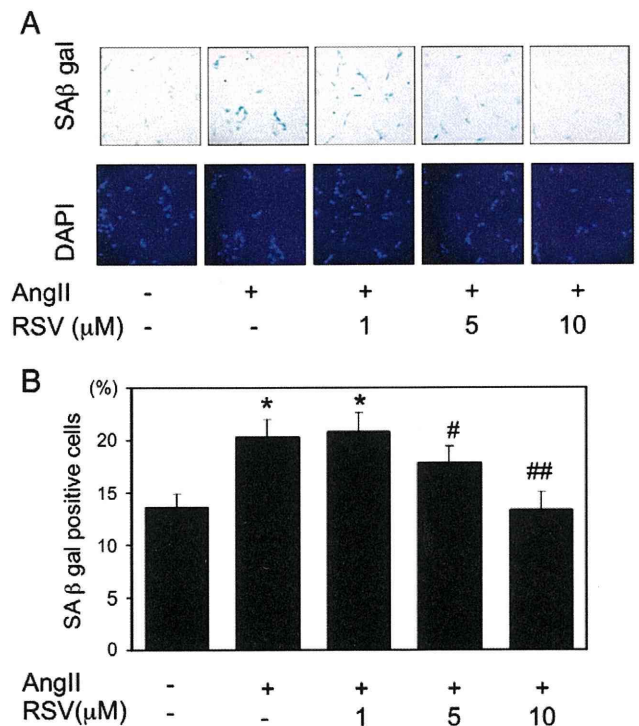 A
SAβ gal
DAPI
AngII - + + + +
RSV (μM) - - 1 5 10
B
(%)
SA β gal positive cells
20
15
10
5
0
* * # ##
AngII - + + + +
RSV(μM) - 1 5 10